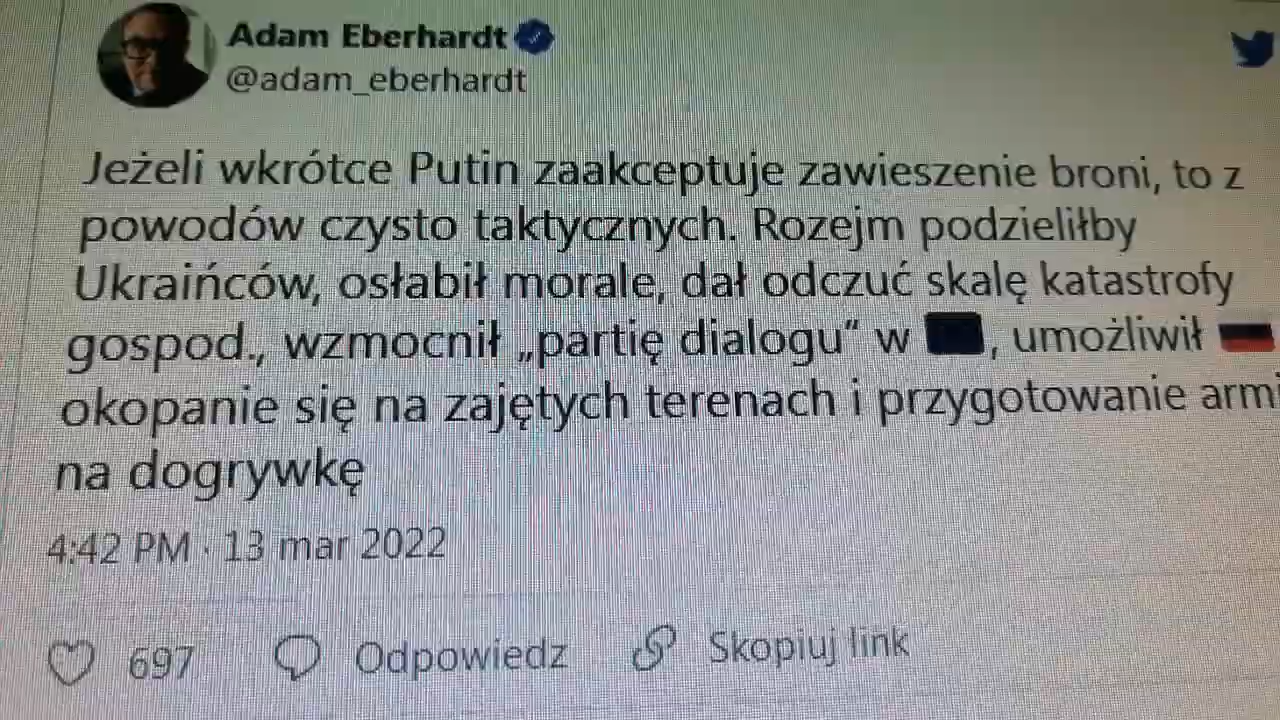 Adam Eberhardt
@adam_eberhardt
Jeżeli wkrótce Putin zaakceptuje zawieszenie broni, to z
powodów czysto taktycznych. Rozejm podzieliłby
Ukraińców, osłabił morale, dał odczuć skalę katastrofy
gospod., wzmocnił „partię dialogu” w 🇪🇺, umożliwił 🇷🇺
okopanie się na zajętych terenach i przygotowanie armi
na dogrywkę
4:42 PM · 13 mar 2022
697 Odpowiedz Skopiuj link